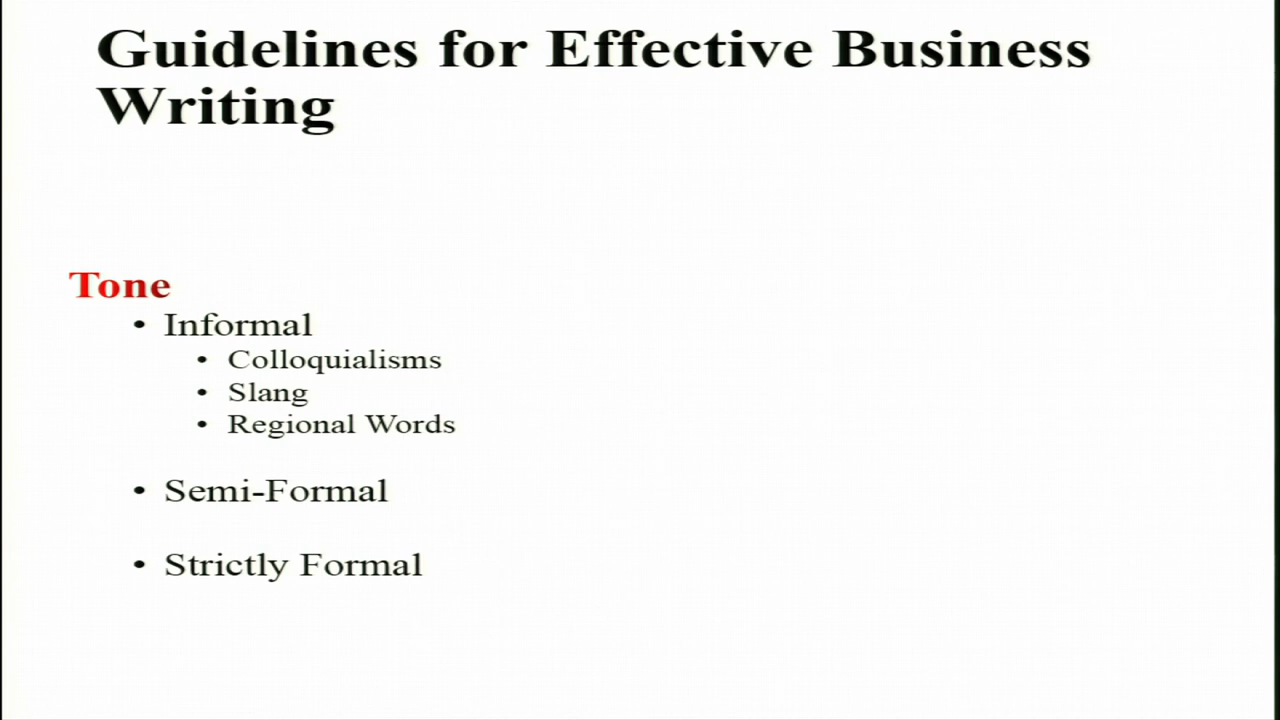 Guidelines for Effective Business
Writing
Tone
• Informal
• Colloquialisms
• Slang
• Regional Words
• Semi-Formal
• Strictly Formal